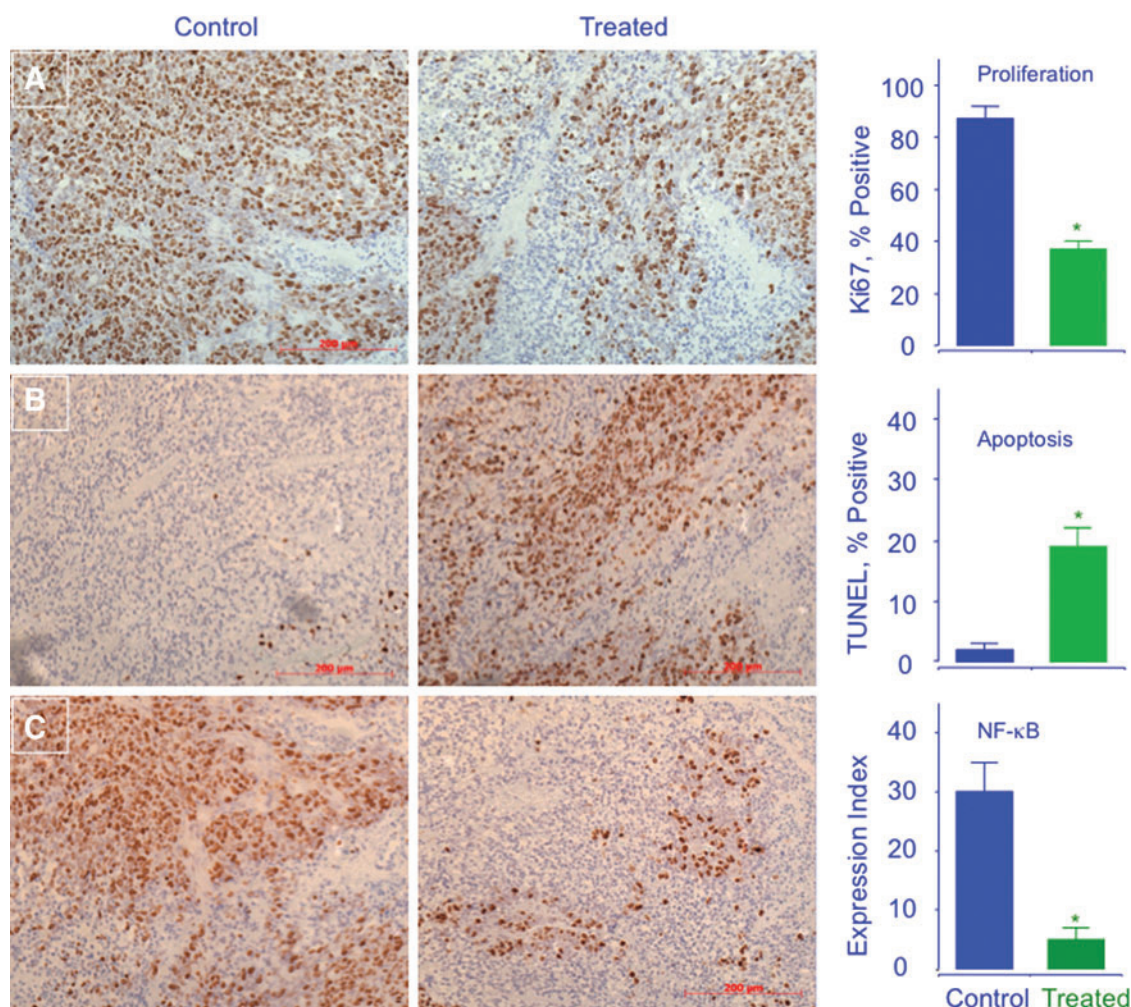 Control
Treated
A
200 µm
200 µm
Ki67, % Positive
100
80
60
40
20
0
Proliferation
*
B
200 µm
200 µm
TUNEL, % Positive
40
30
20
10
0
Apoptosis
*
C
200 µm
Expression Index
40
30
20
10
0
NF-κB
*
Control
Treated